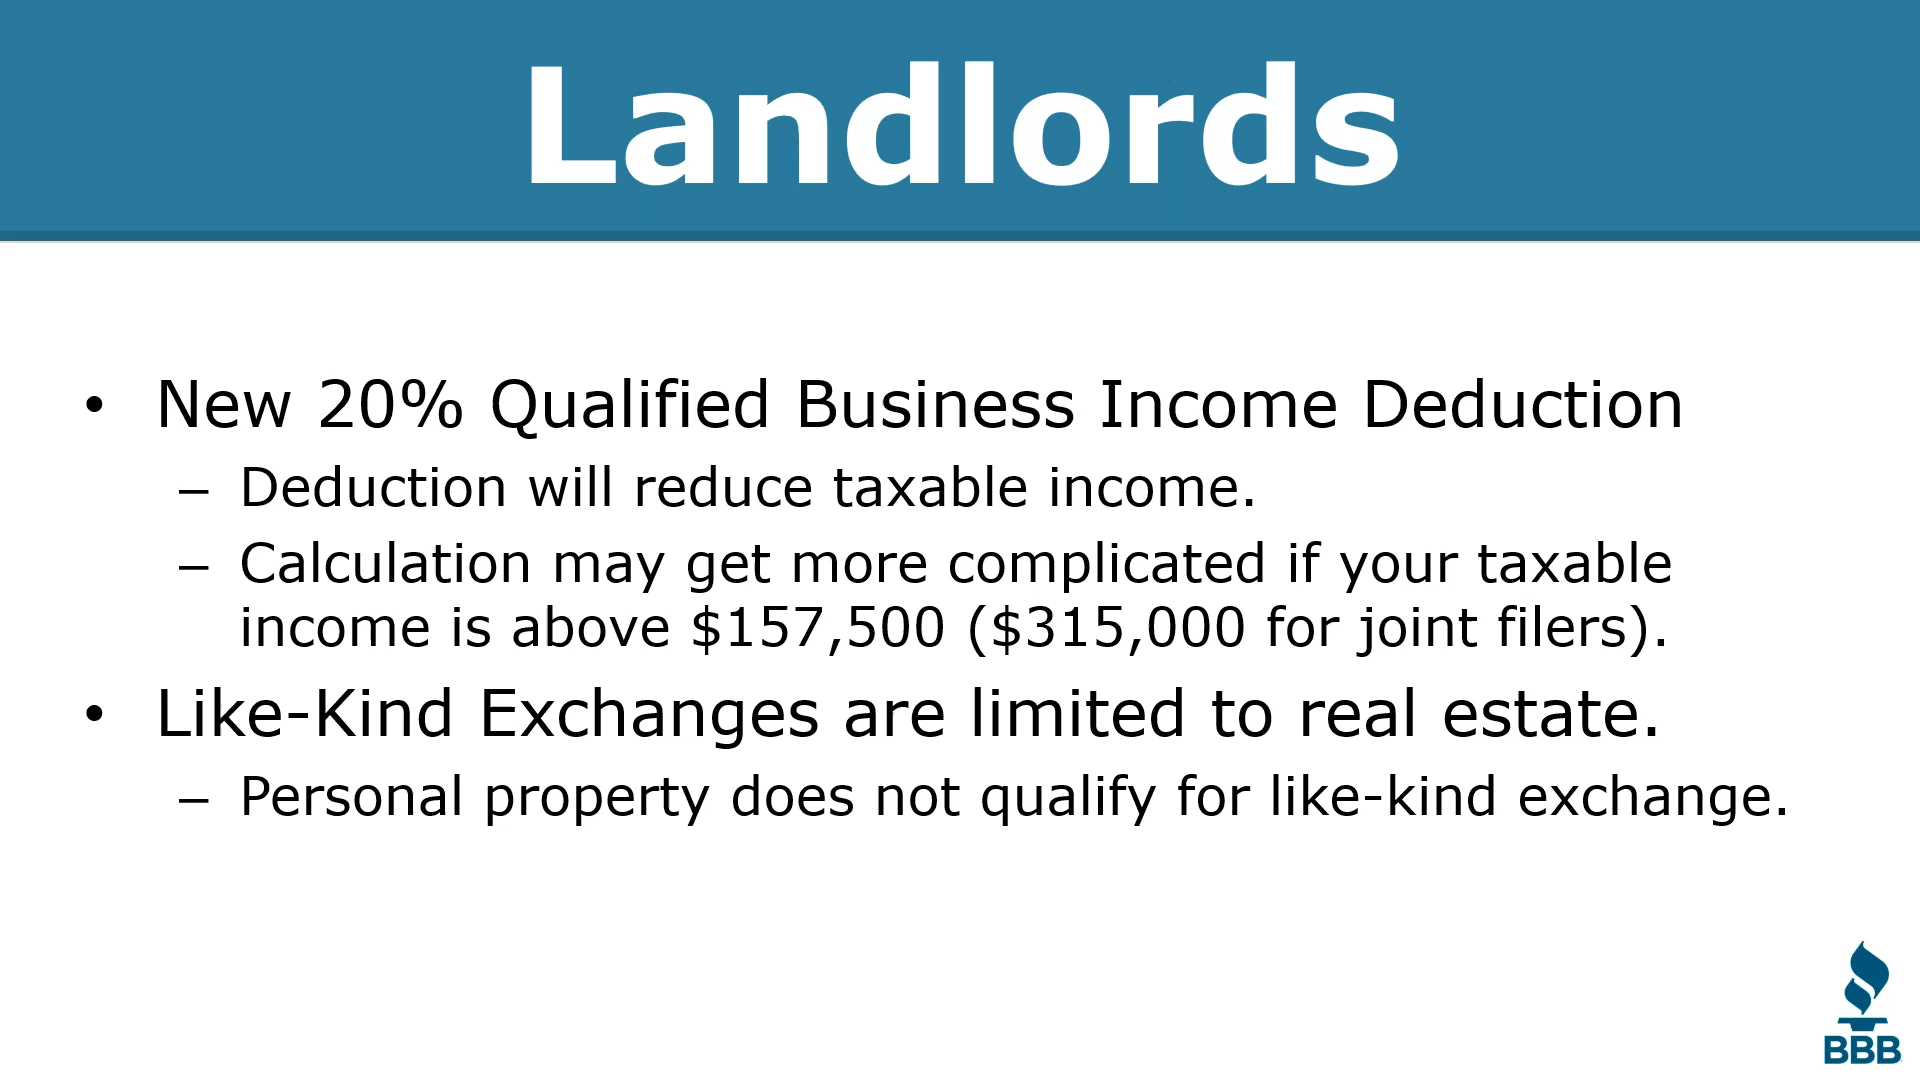 Landlords
• New 20% Qualified Business Income Deduction
– Deduction will reduce taxable income.
– Calculation may get more complicated if your taxable
income is above $157,500 ($315,000 for joint filers).
• Like-Kind Exchanges are limited to real estate.
– Personal property does not qualify for like-kind exchange.
BBB